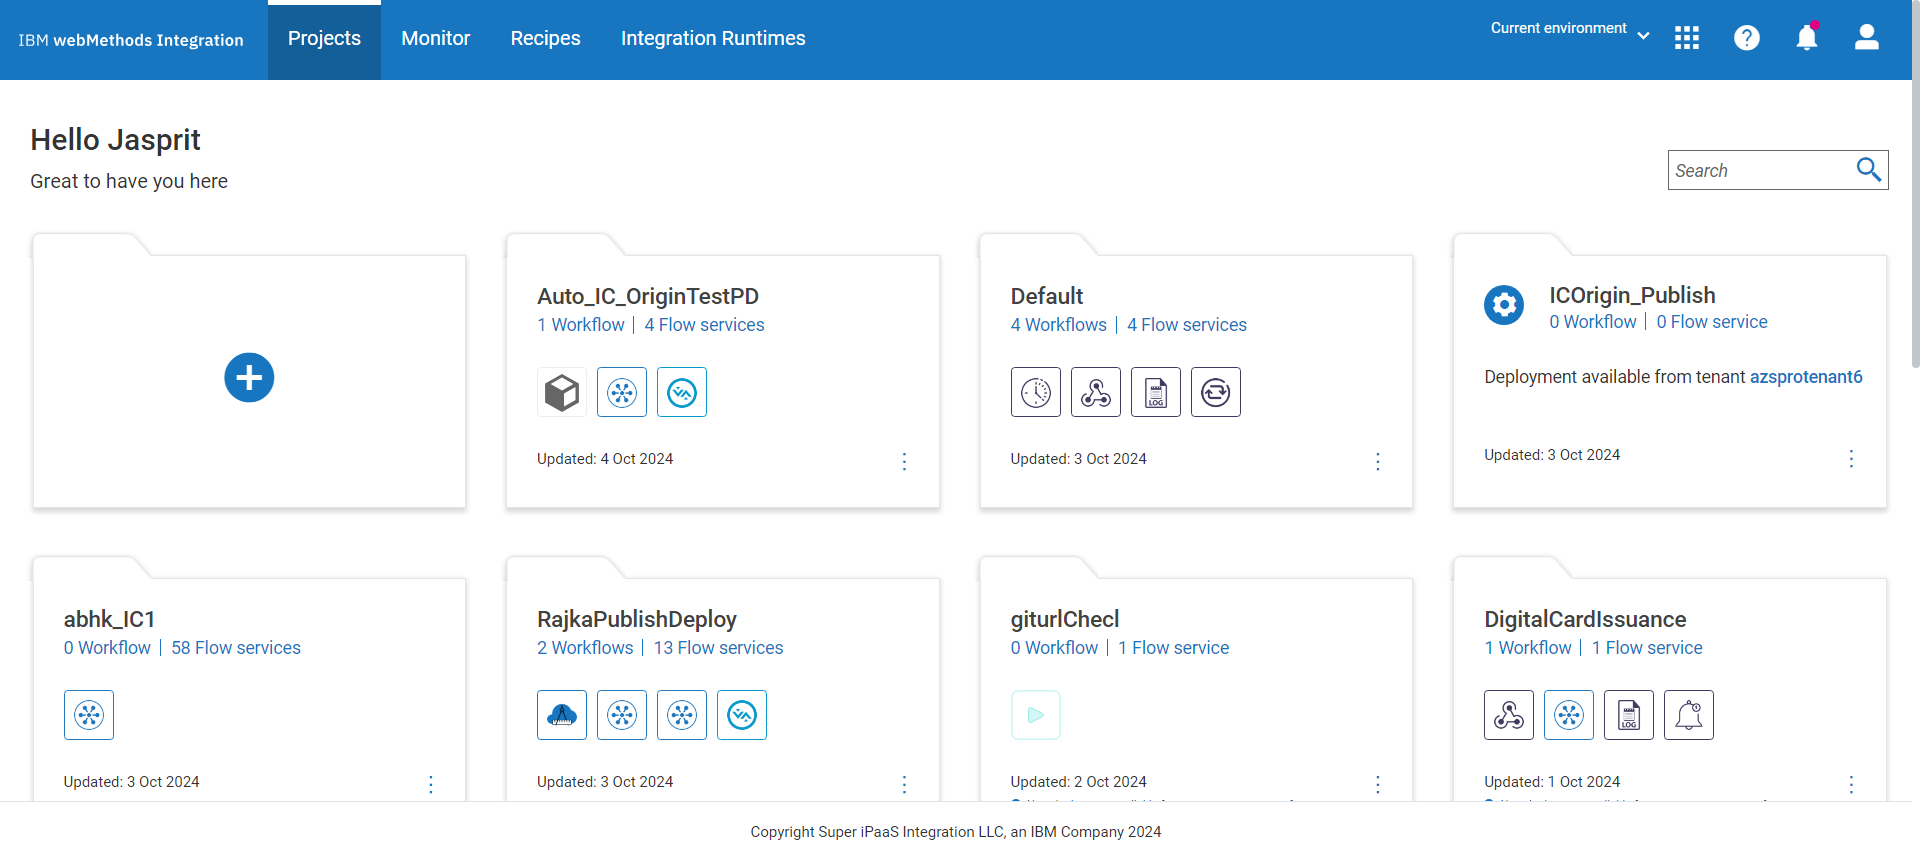 IBM webMethods Integration
Projects
Monitor
Recipes
Integration Runtimes
Current environment
Hello Jasprit
Great to have you here
Search
Auto_IC_OriginTestPD
1 Workflow | 4 Flow services
Updated: 4 Oct 2024
Default
4 Workflows | 4 Flow services
LOG
Updated: 3 Oct 2024
ICOrigin_Publish
0 Workflow | 0 Flow service
Deployment available from tenant azsprotenant6
Updated: 3 Oct 2024
abhk_IC1
0 Workflow | 58 Flow services
Updated: 3 Oct 2024
RajkaPublishDeploy
2 Workflows | 13 Flow services
Updated: 3 Oct 2024
giturlChecl
0 Workflow | 1 Flow service
Updated: 2 Oct 2024
DigitalCardIssuance
1 Workflow | 1 Flow service
LOG
Updated: 1 Oct 2024
Copyright Super iPaaS Integration LLC, an IBM Company 2024